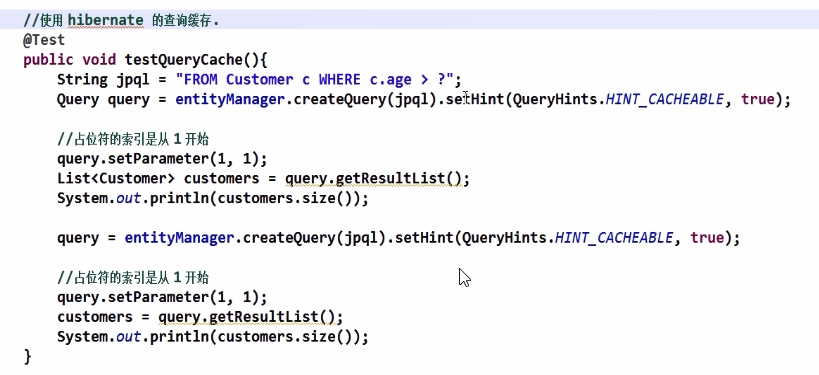 //使用 hibernate 的查询缓存.
@Test
public void testQueryCache(){
String jpql = "FROM Customer c WHERE c.age > ?";
Query query = entityManager.createQuery(jpql).setHint(QueryHints.HINT_CACHEABLE, true);
//占位符的索引是从 1 开始
query.setParameter(1, 1);
List<Customer> customers = query.getResultList();
System.out.println(customers.size());
query = entityManager.createQuery(jpql).setHint(QueryHints.HINT_CACHEABLE, true);
//占位符的索引是从 1 开始
query.setParameter(1, 1);
customers = query.getResultList();
System.out.println(customers.size());
}